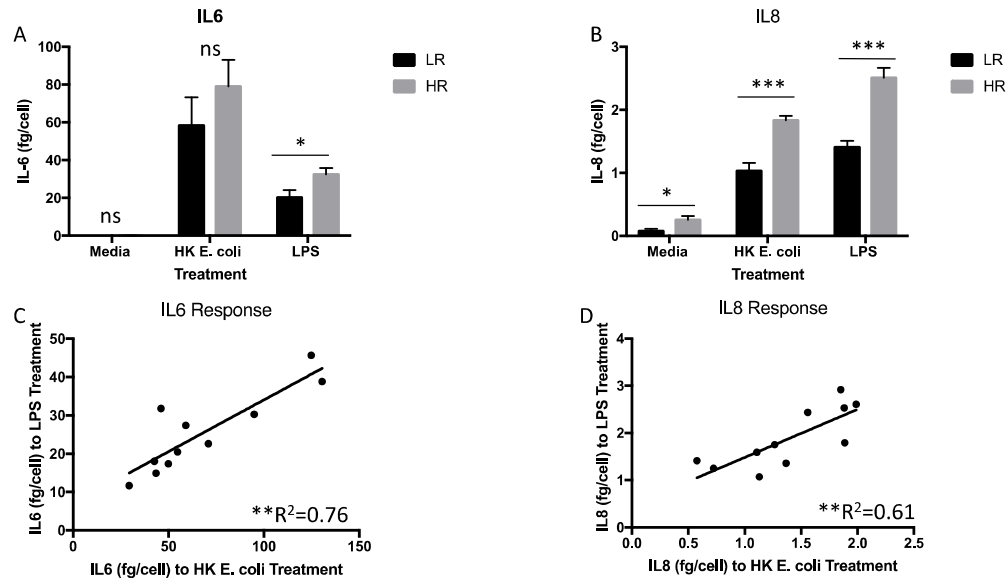 IL6
A
ns
ns
*
LR
HR
IL-6 (fg/cell)
100
80
60
40
20
0
Media HK E. coli LPS
Treatment
IL8
B
*
***
***
LR
HR
IL-8 (fg/cell)
3
2
1
0
Media HK E. coli LPS
Treatment
C
IL6 Response
IL6 (fg/cell) to LPS Treatment
50
40
30
20
10
0
**R²=0.76
0 50 100 150
IL6 (fg/cell) to HK E. coli Treatment
D
IL8 Response
IL8 (fg/cell) to LPS Treatment
4
3
2
1
0
**R²=0.61
0.0 0.5 1.0 1.5 2.0 2.5
IL8 (fg/cell) to HK E. coli Treatment